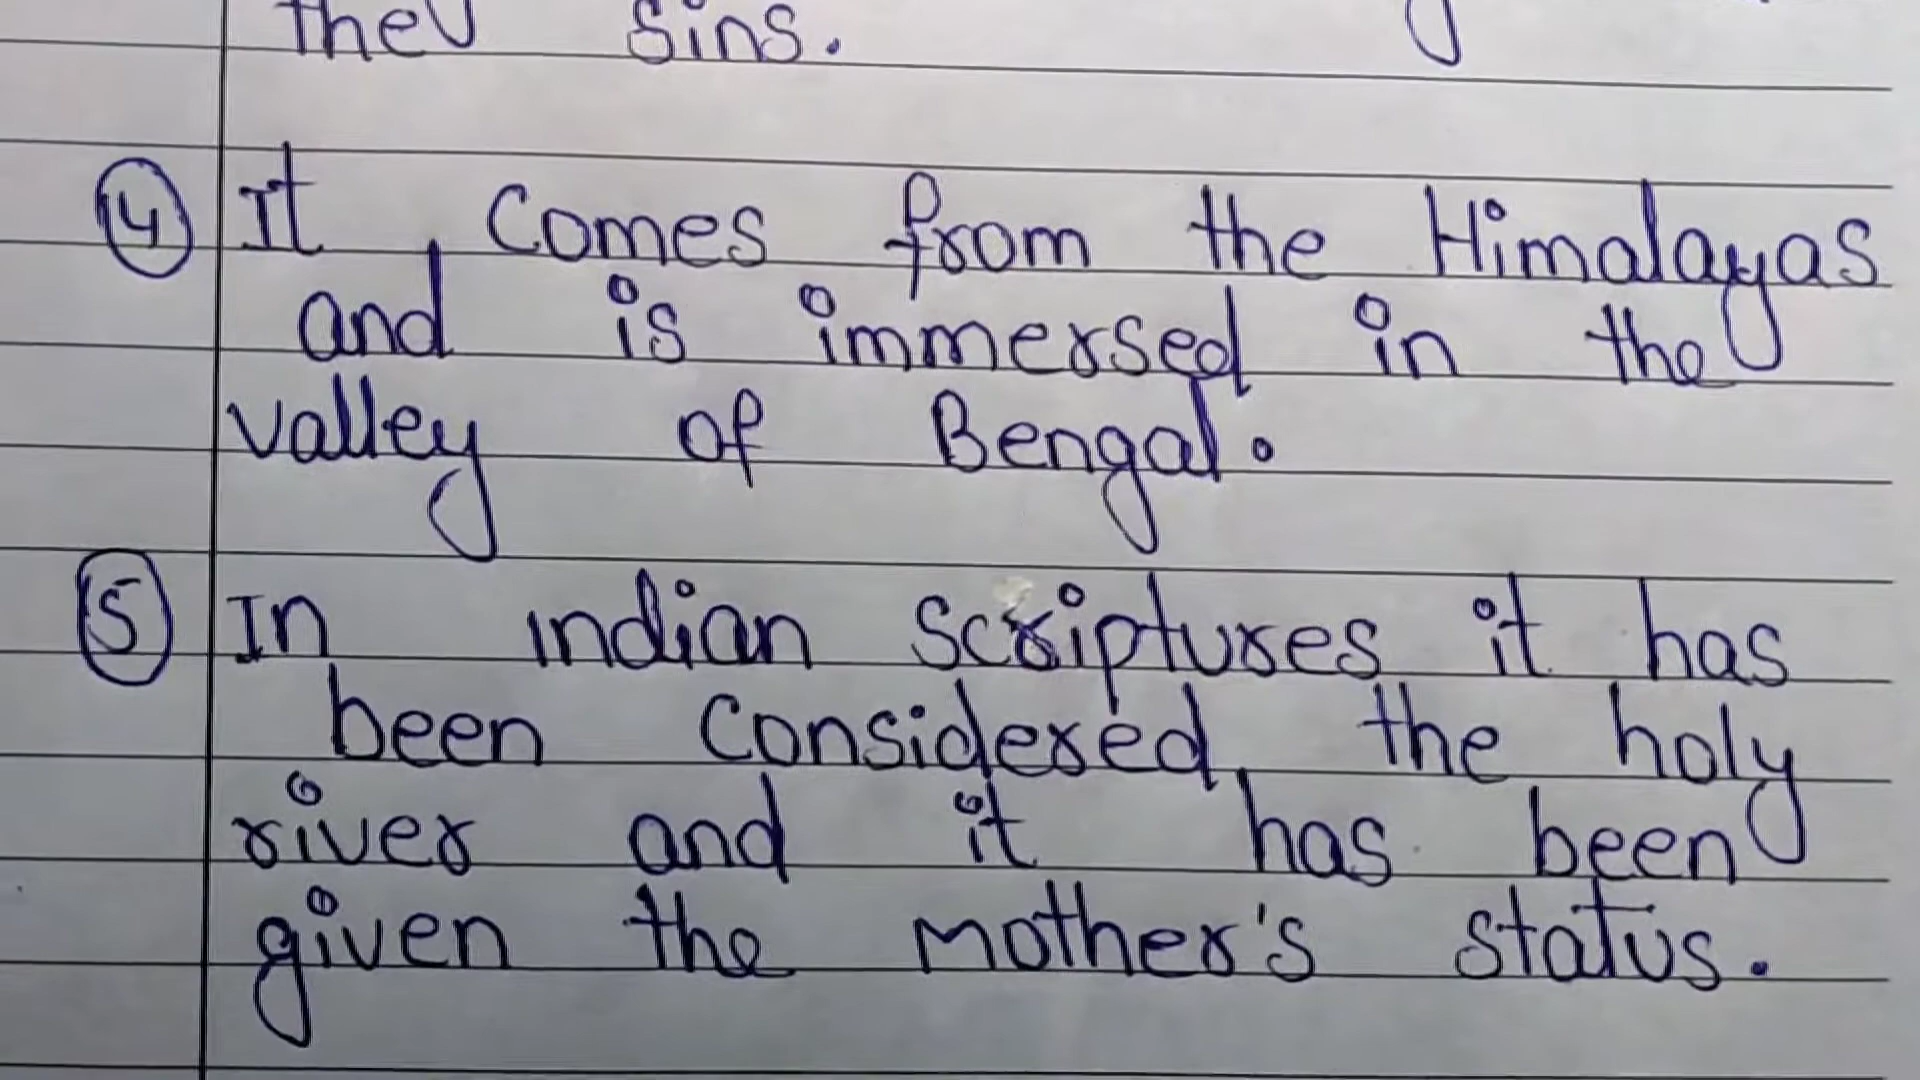 the sins.
4 It comes from the Himalayas
and is immersed in the
valley of Bengal.
5 In indian Scriptures it has
been considered the holy
river and it has been
given the mother's status.